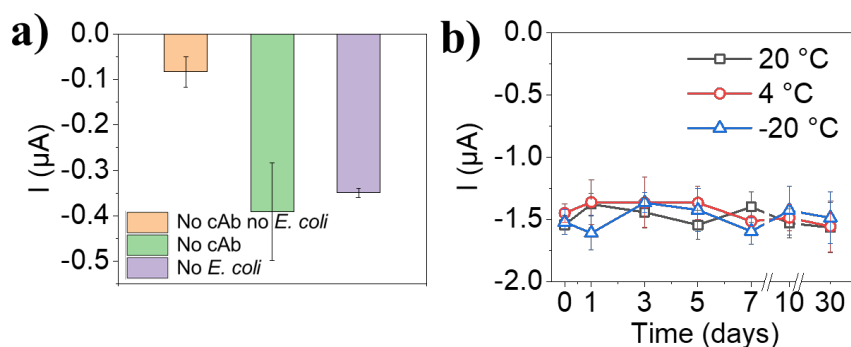 a)
0.0
-0.1
-0.2
-0.3
-0.4
-0.5
I (µA)
No cAb no E. coli
No cAb
No E. coli
b)
0.0
-0.5
-1.0
-1.5
-2.0
I (µA)
20 °C
4 °C
-20 °C
0 1 3 5 7 10 30
Time (days)